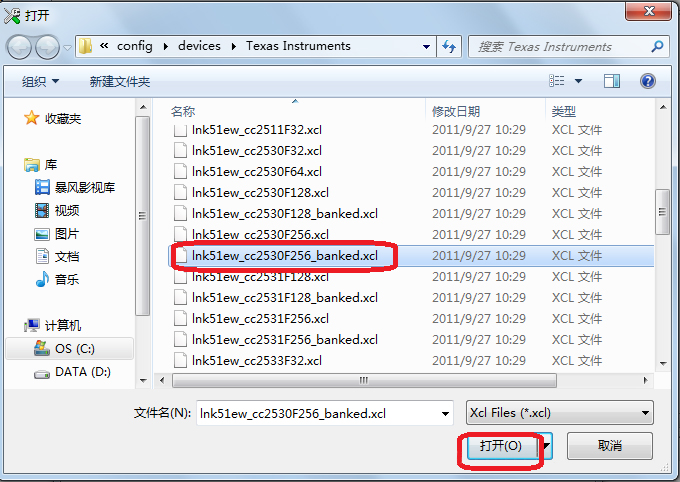 打开
« config ▸ devices ▸ Texas Instruments
搜索 Texas Instruments
组织 新建文件夹
收藏夹
库
暴风影视库
视频
图片
文档
音乐
计算机
OS (C:)
DATA (D:)
名称 修改日期 类型
lnk51ew_cc2511F32.xcl 2011/9/27 10:29 XCL 文件
lnk51ew_cc2530F32.xcl 2011/9/27 10:29 XCL 文件
lnk51ew_cc2530F64.xcl 2011/9/27 10:29 XCL 文件
lnk51ew_cc2530F128.xcl 2011/9/27 10:29 XCL 文件
lnk51ew_cc2530F128_banked.xcl 2011/9/27 10:29 XCL 文件
lnk51ew_cc2530F256.xcl 2011/9/27 10:29 XCL 文件
lnk51ew_cc2530F256_banked.xcl 2011/9/27 10:29 XCL 文件
lnk51ew_cc2531F128.xcl 2011/9/27 10:29 XCL 文件
lnk51ew_cc2531F128_banked.xcl 2011/9/27 10:29 XCL 文件
lnk51ew_cc2531F256.xcl 2011/9/27 10:29 XCL 文件
lnk51ew_cc2531F256_banked.xcl 2011/9/27 10:29 XCL 文件
lnk51ew_cc2533F32.xcl 2011/9/27 10:29 XCL 文件
文件名(N): lnk51ew_cc2530F256_banked.xcl Xcl Files (*.xcl)
打开(O) 取消